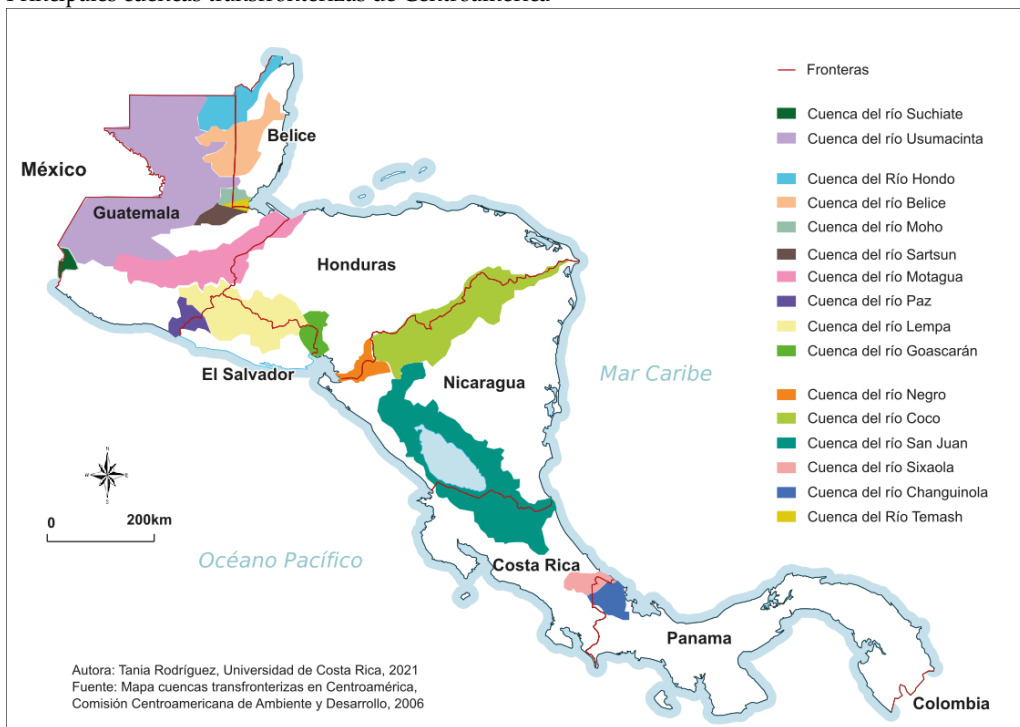 Principales cuencas transfronterizas de Centroamérica
Fronteras
Cuenca del río Suchiate
Cuenca del río Usumacinta
Cuenca del Río Hondo
Cuenca del río Belice
Cuenca del río Moho
Cuenca del río Sartsun
Cuenca del río Motagua
Cuenca del río Paz
Cuenca del río Lempa
Cuenca del río Goascarán
Cuenca del río Negro
Cuenca del río Coco
Cuenca del río San Juan
Cuenca del río Sixaola
Cuenca del río Changuinola
Cuenca del Río Temash
Belice
México
Guatemala
Honduras
El Salvador
Nicaragua
Mar Caribe
N
W
E
S
0 200km
Océano Pacífico
Costa Rica
Panama
Colombia
Autora: Tania Rodríguez, Universidad de Costa Rica, 2021
Fuente: Mapa cuencas transfronterizas en Centroamérica,
Comisión Centroamericana de Ambiente y Desarrollo, 2006